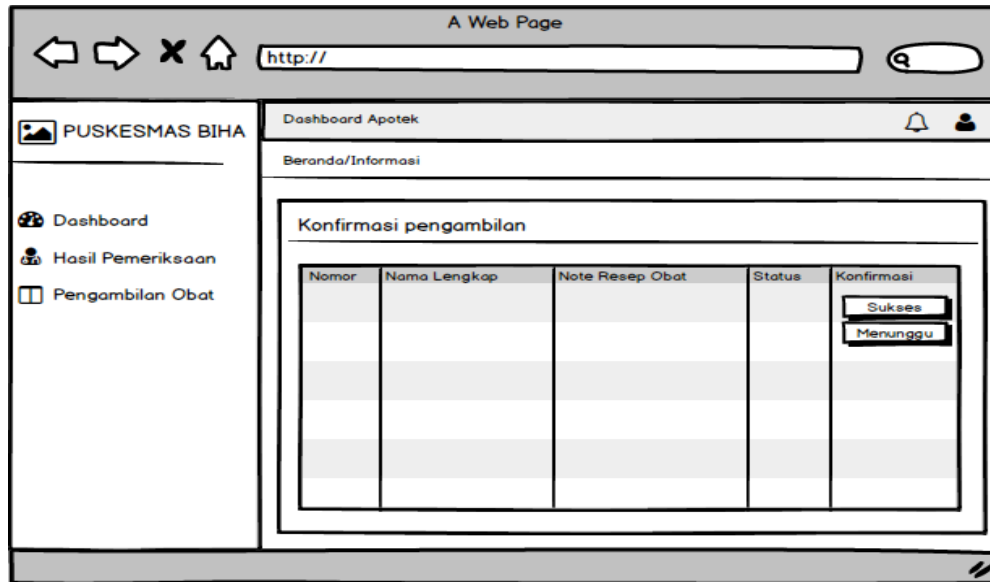 A Web Page
http://
PUSKESMAS BIHA
Dashboard
Hasil Pemeriksaan
Pengambilan Obat
Dashboard Apotek
Beranda/Informasi
Konfirmasi pengambilan
Nomor Nama Lengkap Note Resep Obat Status Konfirmasi
Sukses
Menunggu